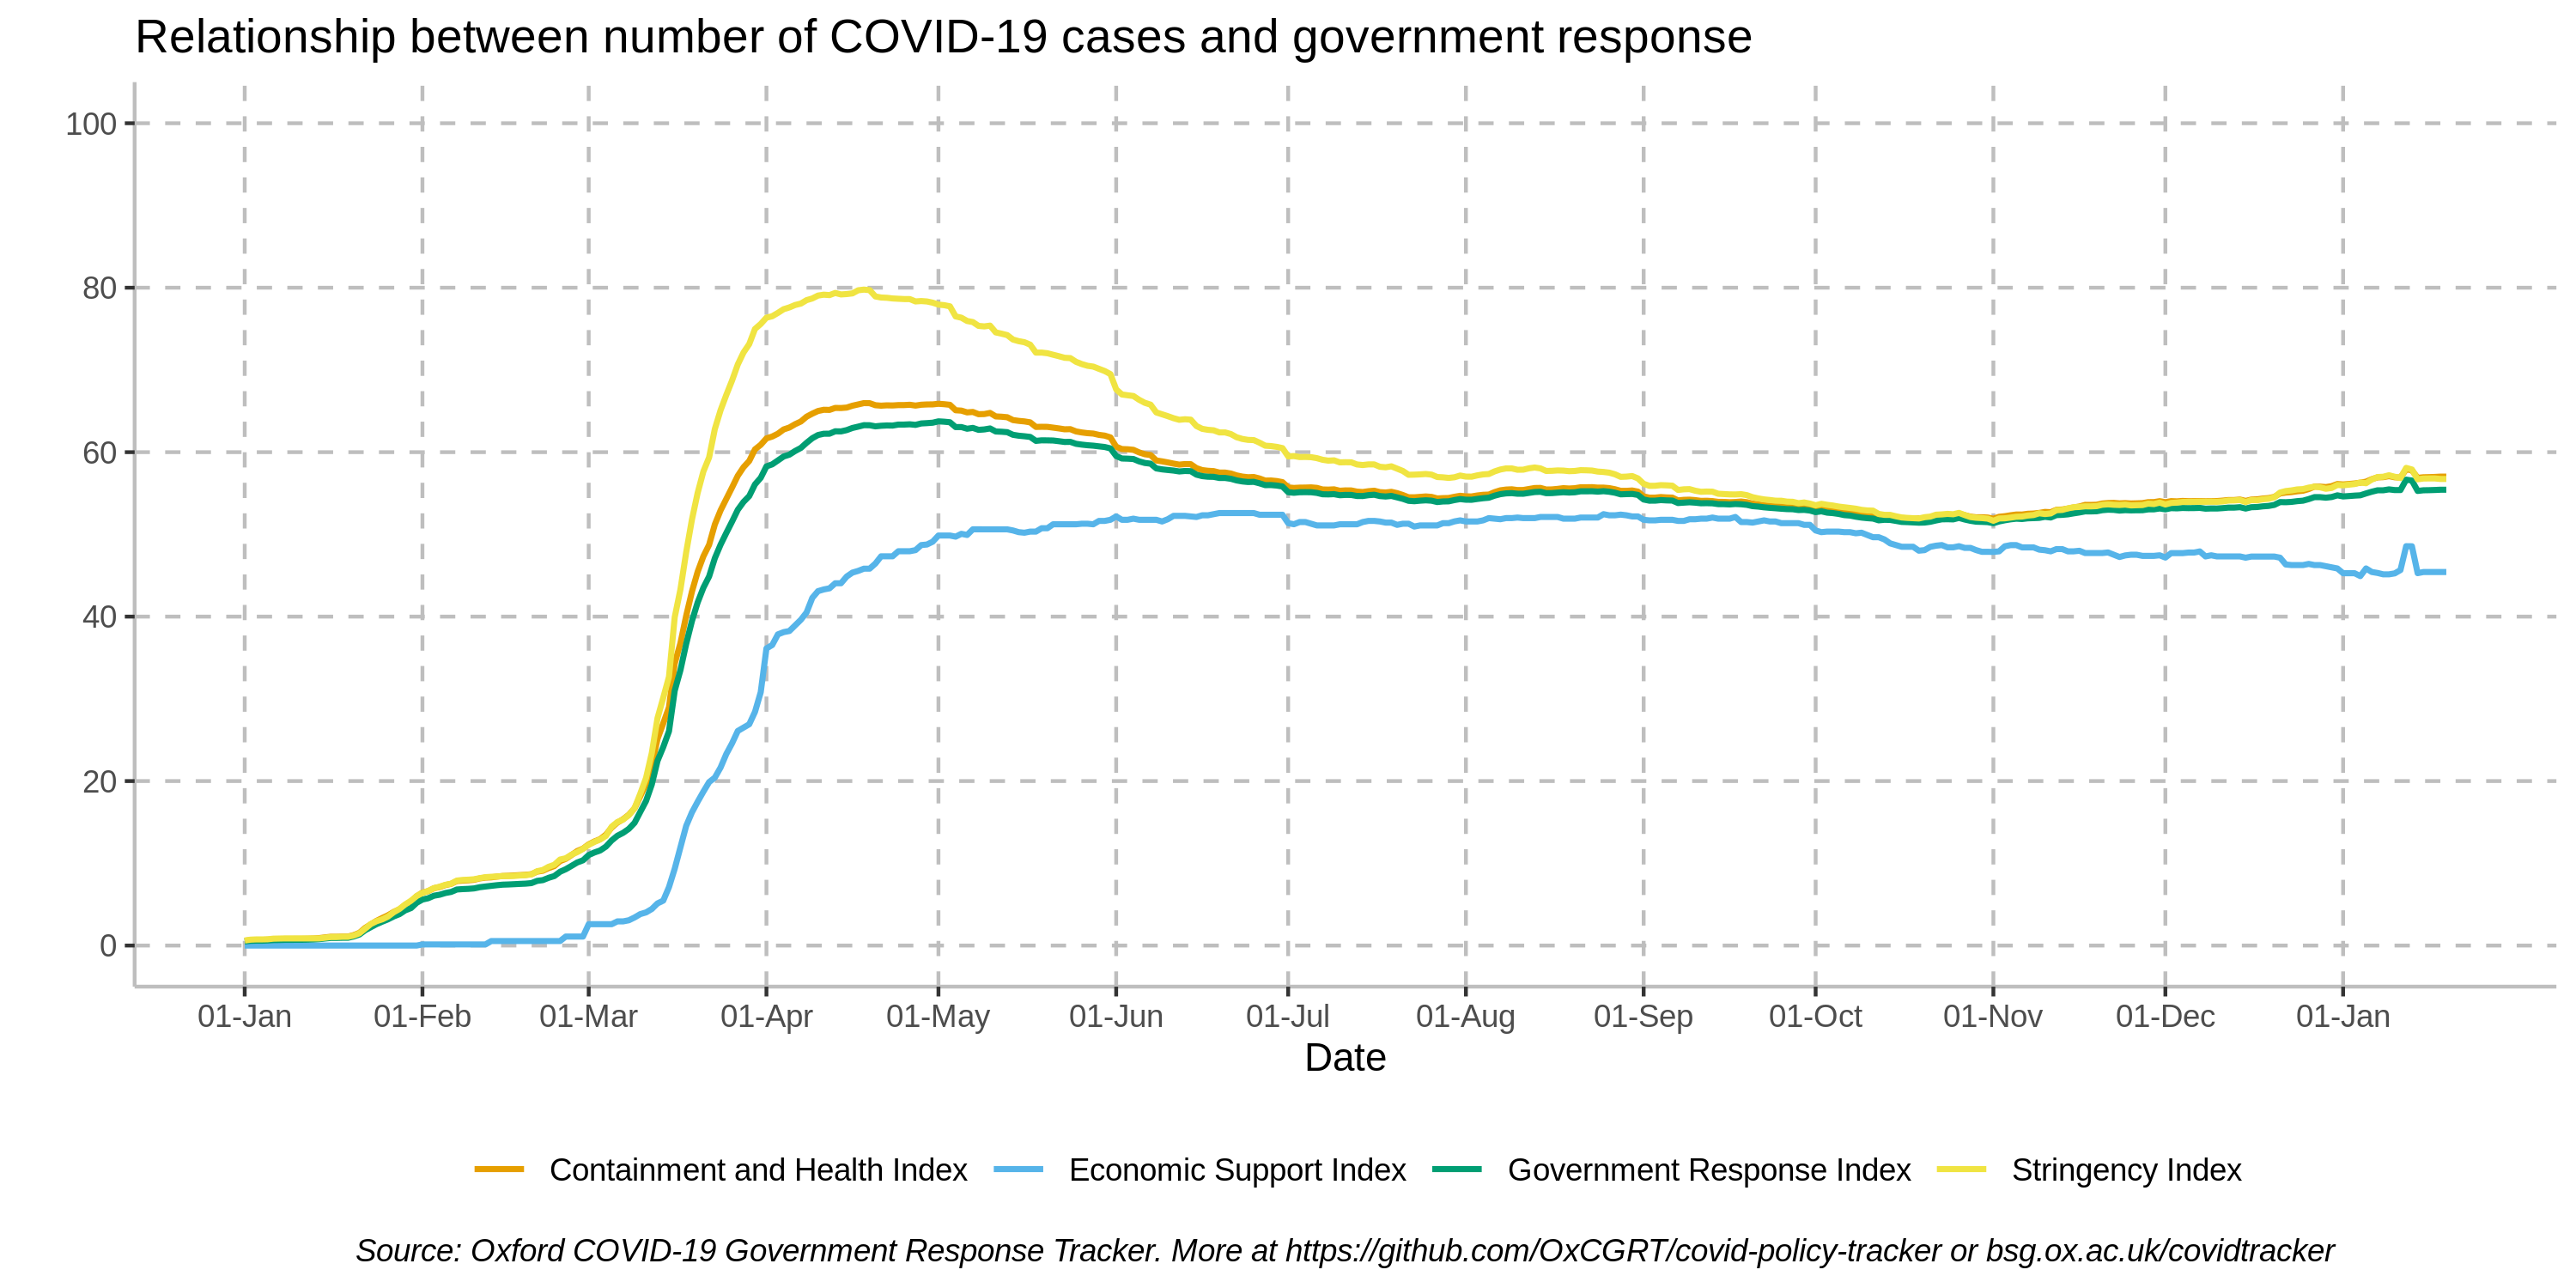 Relationship between number of COVID-19 cases and government response
100
80
60
40
20
0
01-Jan 01-Feb 01-Mar 01-Apr 01-May 01-Jun 01-Jul 01-Aug 01-Sep 01-Oct 01-Nov 01-Dec 01-Jan
Date
Containment and Health Index Economic Support Index Government Response Index Stringency Index
Source: Oxford COVID-19 Government Response Tracker. More at https://github.com/OxCGRT/covid-policy-tracker or bsg.ox.ac.uk/covidtracker